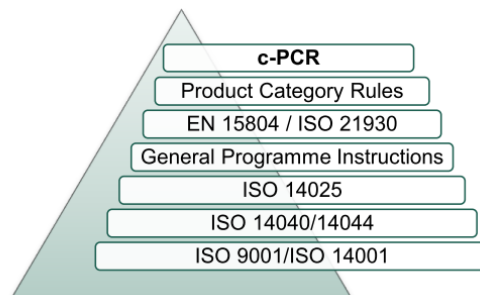 c-PCR
Product Category Rules
EN 15804 / ISO 21930
General Programme Instructions
ISO 14025
ISO 14040/14044
ISO 9001/ISO 14001